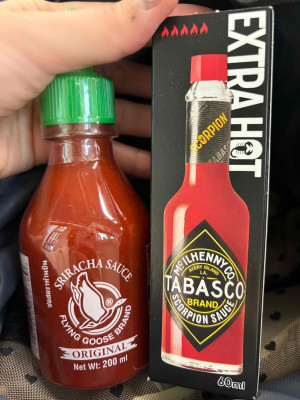 SRIRACHA SAUCE
®
FLYING GOOSE BRAND
ORIGINAL
Net Wt: 200 ml
EXTRA HOT
SCORPION
McILHENNY CO.
AVERY ISLAND
LA.
TABASCO
BRAND
SCORPION SAUCE
60ml